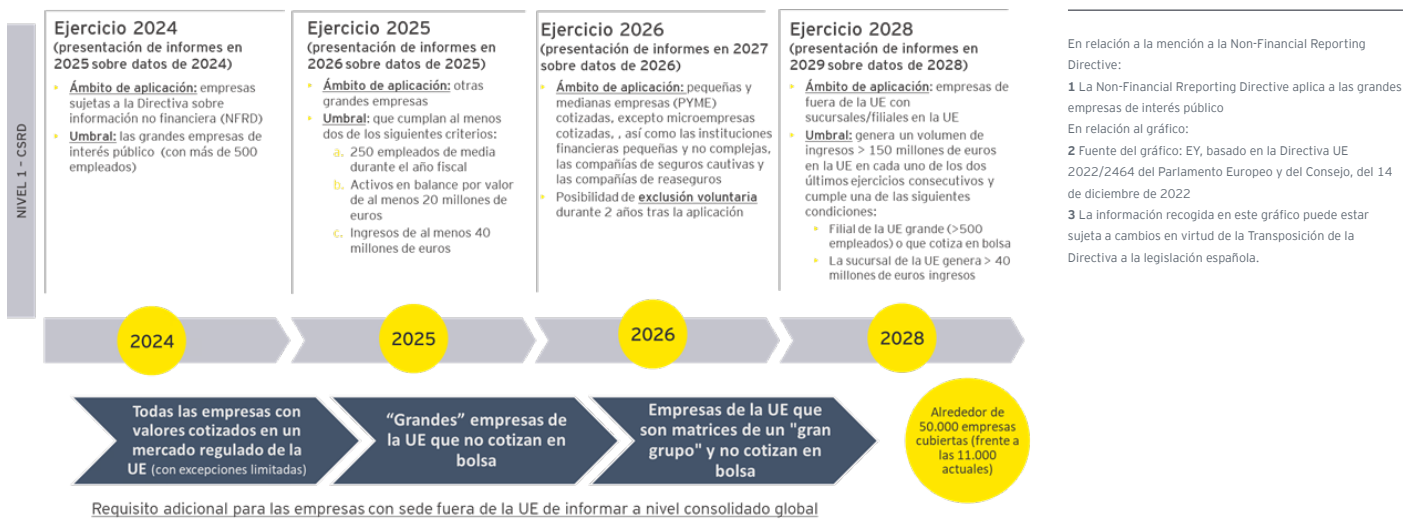 NIVEL 1 – CSRD
Ejercicio 2024
(presentación de informes en
2025 sobre datos de 2024)
Ámbito de aplicación: empresas
sujetas a la Directiva sobre
información no financiera (NFRD)
Umbral: las grandes empresas de
interés público (con más de 500
empleados)
Ejercicio 2025
(presentación de informes en
2026 sobre datos de 2025)
Ámbito de aplicación: otras
grandes empresas
Umbral: que cumplan al menos
dos de los siguientes criterios:
a. 250 empleados de media
durante el año fiscal
b. Activos en balance por valor
de al menos 20 millones de
euros
c. Ingresos de al menos 40
millones de euros
Ejercicio 2026
(presentación de informes en 2027
sobre datos de 2026)
Ámbito de aplicación: pequeñas y
medianas empresas (PYME)
cotizadas, excepto microempresas
cotizadas, , así como las instituciones
financieras pequeñas y no complejas,
las compañías de seguros cautivas y
las compañías de reaseguros
Posibilidad de exclusión voluntaria
durante 2 años tras la aplicación
Ejercicio 2028
(presentación de informes en
2029 sobre datos de 2028)
Ámbito de aplicación: empresas de
fuera de la UE con
sucursales/filiales en la UE
Umbral: genera un volumen de
ingresos > 150 millones de euros
en la UE en cada uno de los dos
últimos ejercicios consecutivos y
cumple una de las siguientes
condiciones:
Filial de la UE grande (>500
empleados) o que cotiza en bolsa
La sucursal de la UE genera > 40
millones de euros ingresos
2024
2025
2026
2028
Todas las empresas con
valores cotizados en un
mercado regulado de la
UE (con excepciones limitadas)
“Grandes” empresas de
la UE que no cotizan en
bolsa
Empresas de la UE que
son matrices de un "gran
grupo" y no cotizan en
bolsa
Alrededor de
50.000 empresas
cubiertas (frente a
las 11.000
actuales)
Requisito adicional para las empresas con sede fuera de la UE de informar a nivel consolidado global
En relación a la mención a la Non-Financial Reporting
Directive:
1 La Non-Financial Rreporting Directive aplica a las grandes
empresas de interés público
En relación al gráfico:
2 Fuente del gráfico: EY, basado en la Directiva UE
2022/2464 del Parlamento Europeo y del Consejo, del 14
de diciembre de 2022
3 La información recogida en este gráfico puede estar
sujeta a cambios en virtud de la Transposición de la
Directiva a la legislación española.